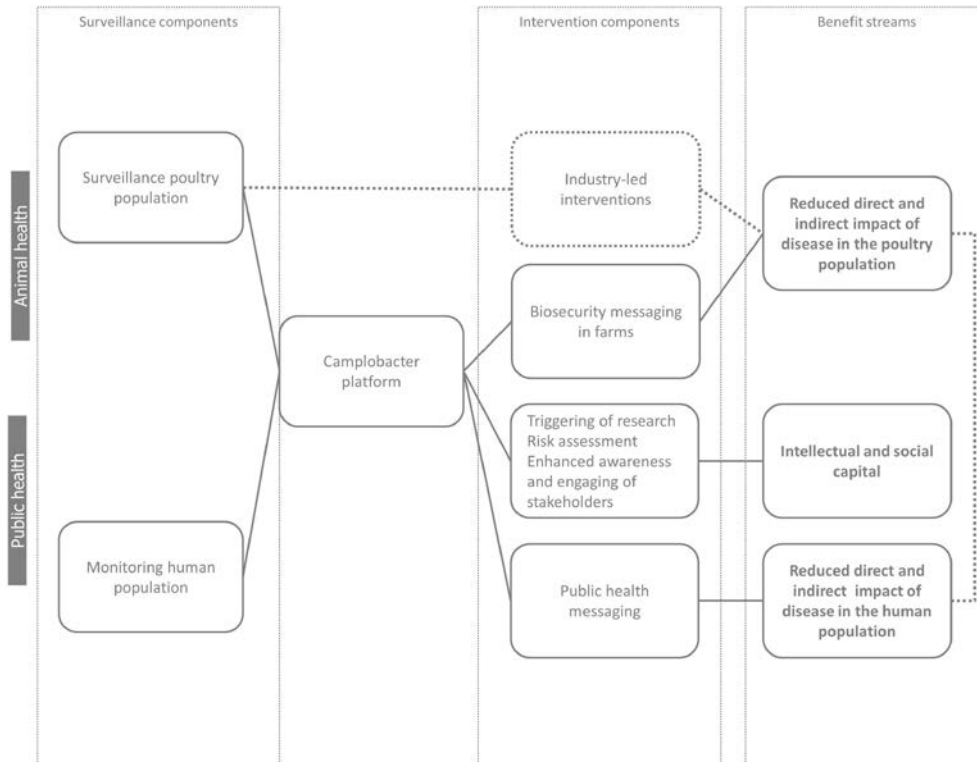 Surveillance components
Intervention components
Benefit streams
Animal health
Public health
Surveillance poultry
population
Monitoring human
population
Camplobacter
platform
Industry-led
interventions
Biosecurity messaging
in farms
Triggering of research
Risk assessment
Enhanced awareness
and engaging of
stakeholders
Public health
messaging
Reduced direct and
indirect impact of
disease in the poultry
population
Intellectual and social
capital
Reduced direct and
indirect impact of
disease in the human
population